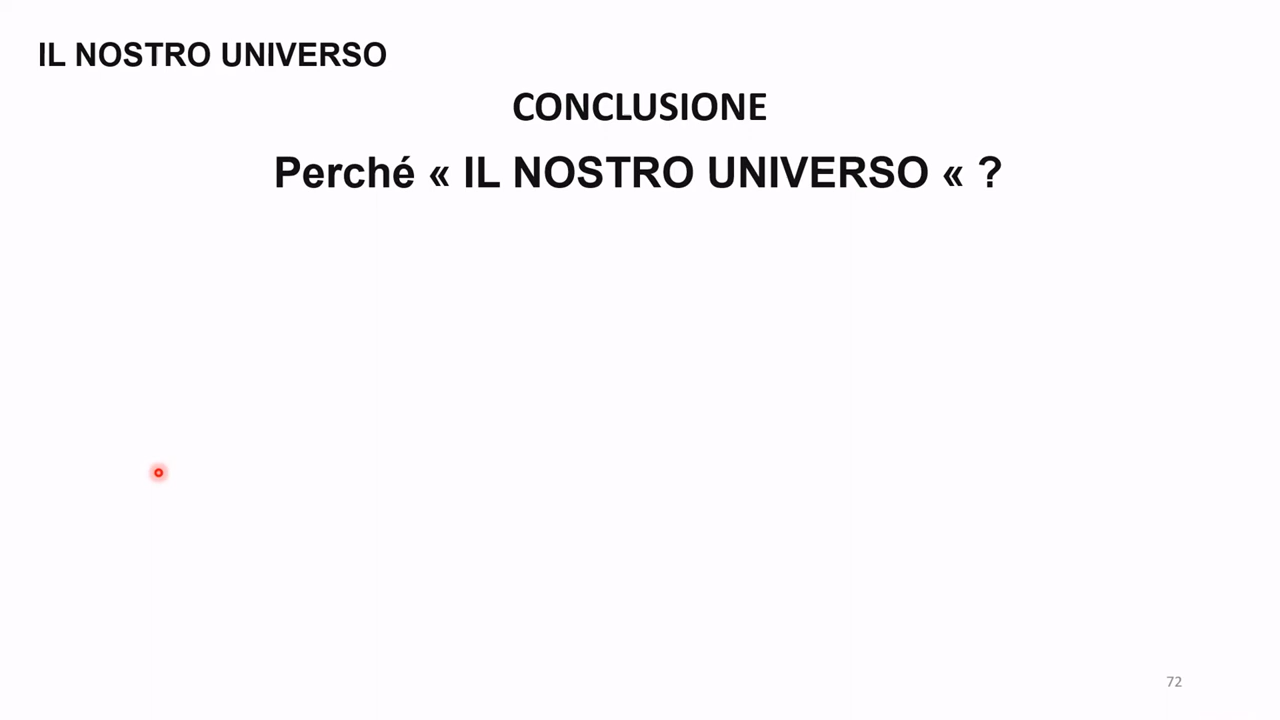 IL NOSTRO UNIVERSO
CONCLUSIONE
Perché « IL NOSTRO UNIVERSO « ?
72